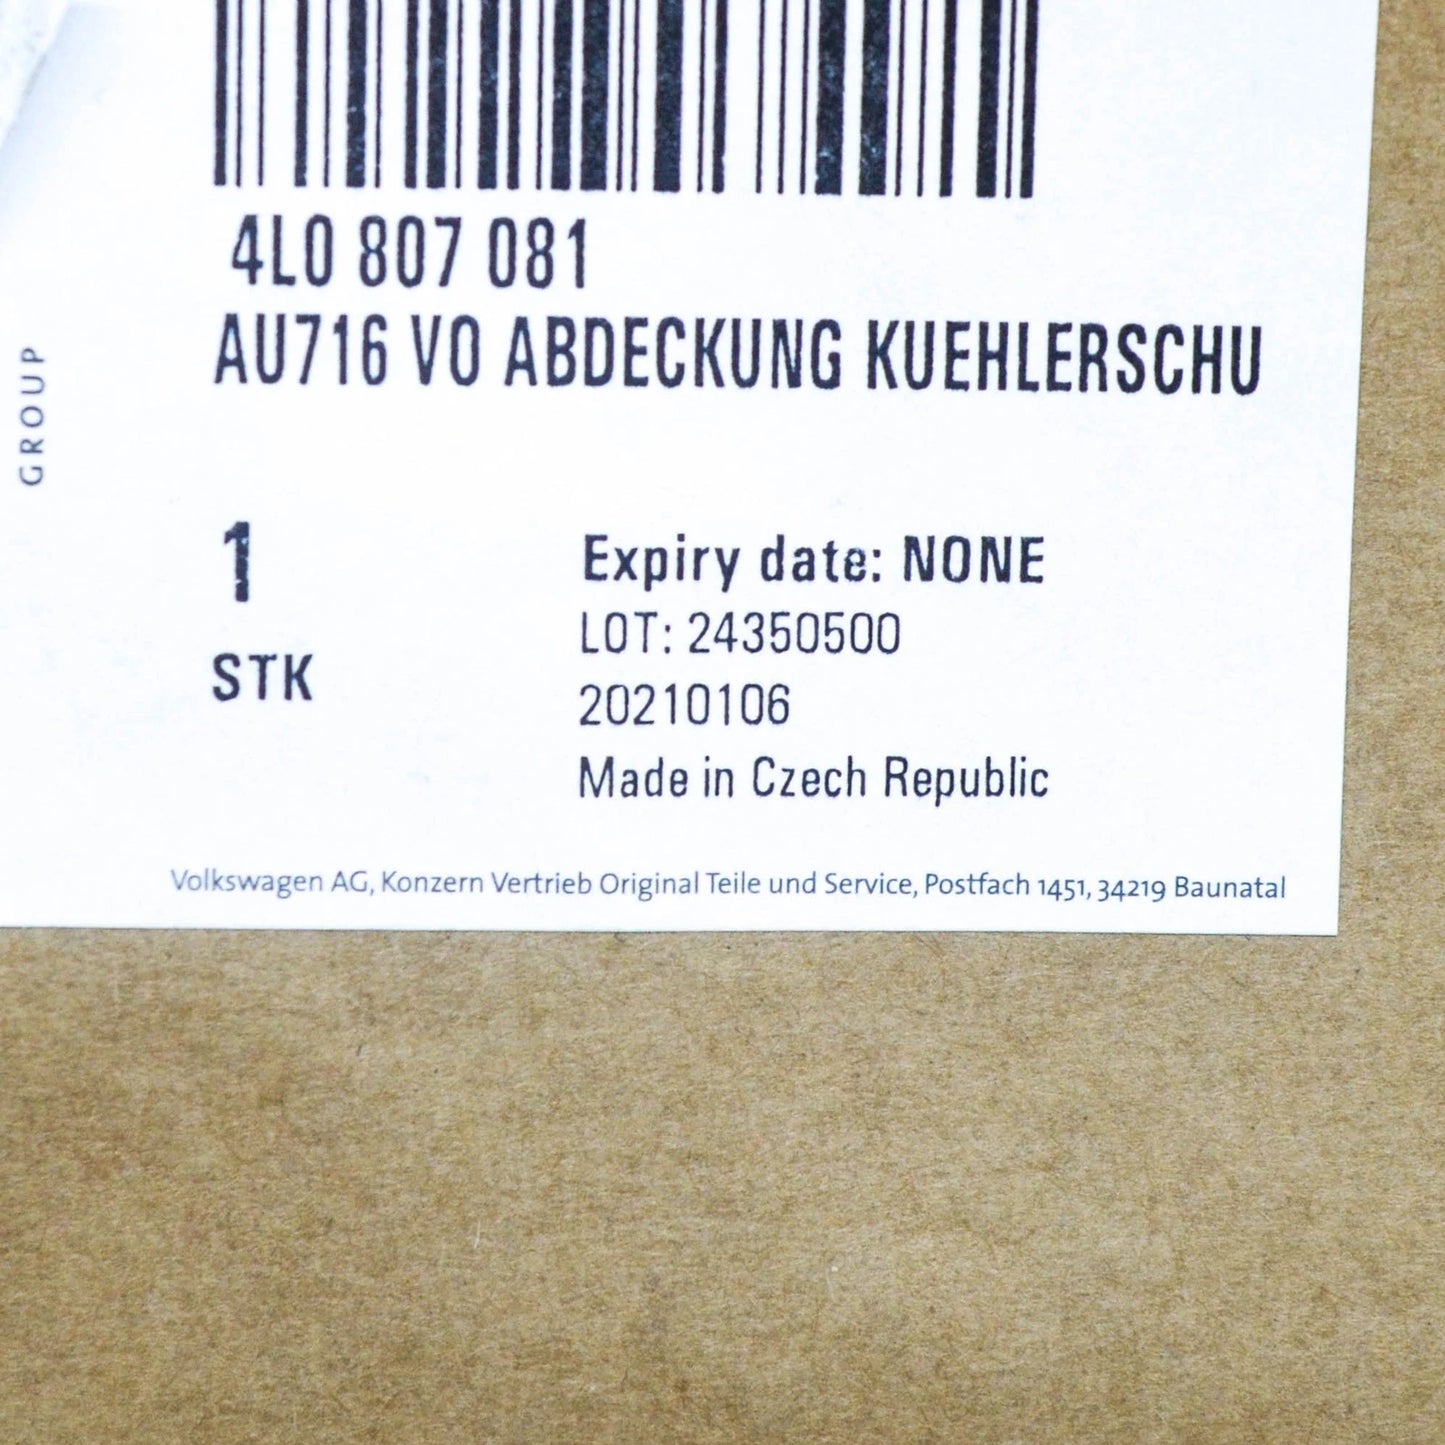 4L0 807 081
AU716 VO ABDECKUNG KUEHLERSCHU
GROUP
1
STK
Expiry date: NONE
LOT: 24350500
20210106
Made in Czech Republic
Volkswagen AG, Konzern Vertrieb Original Teile und Service, Postfach 1451, 34219 Baunatal